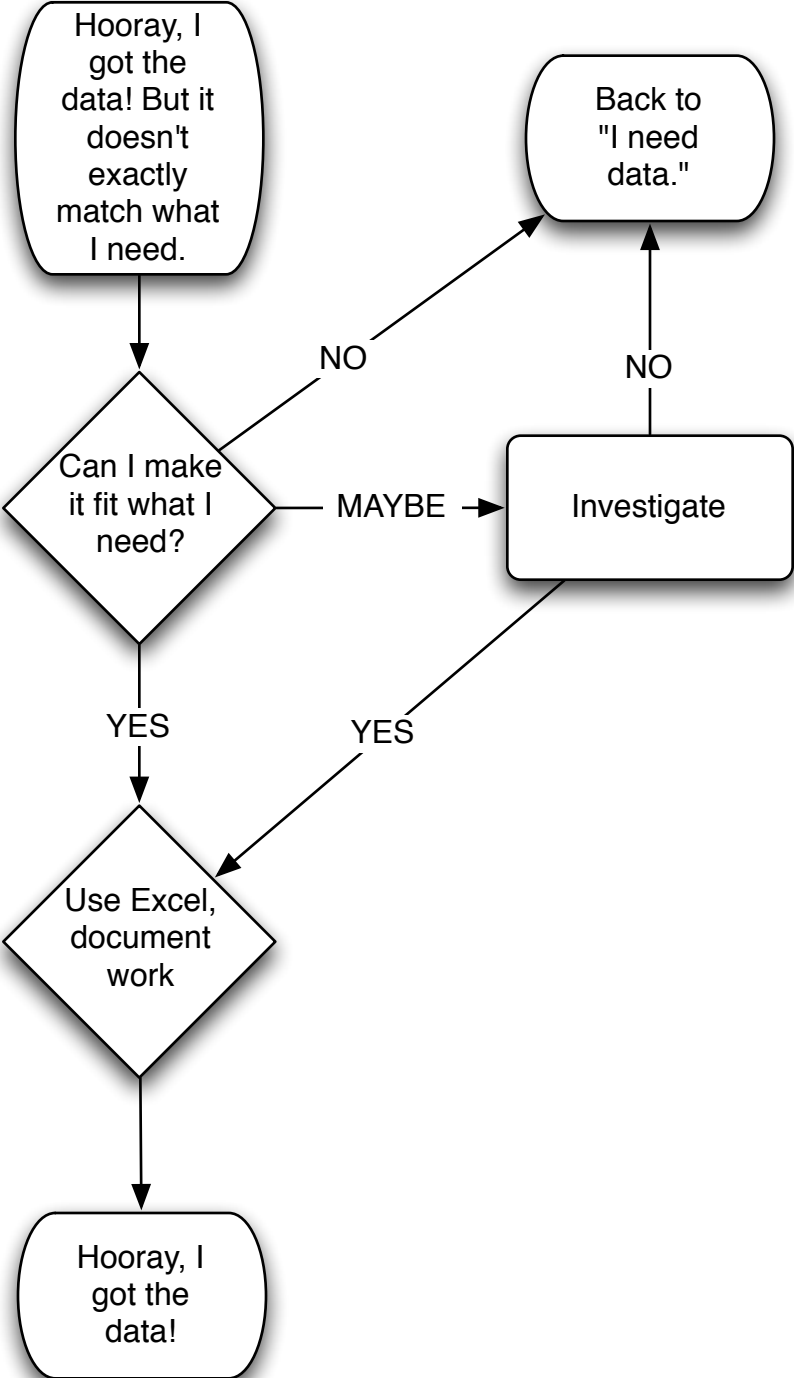 Hooray, I
got the
data! But it
doesn't
exactly
match what
I need.
Back to
"I need
data."
NO
NO
Can I make
it fit what I
need?
MAYBE
Investigate
YES
YES
Use Excel,
document
work
Hooray, I
got the
data!